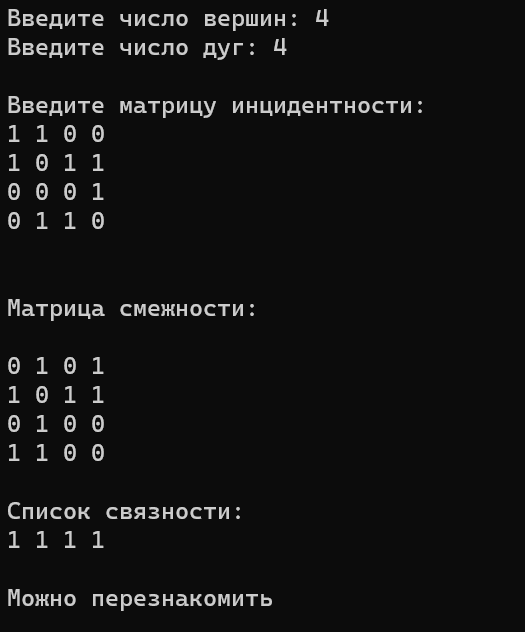 Введите число вершин: 4
Введите число дуг: 4
Введите матрицу инцидентности:
1 1 0 0
1 0 1 1
0 0 0 1
0 1 1 0
Матрица смежности:
0 1 0 1
1 0 1 1
0 1 0 0
1 1 0 0
Список связности:
1 1 1 1
Можно перезнакомить